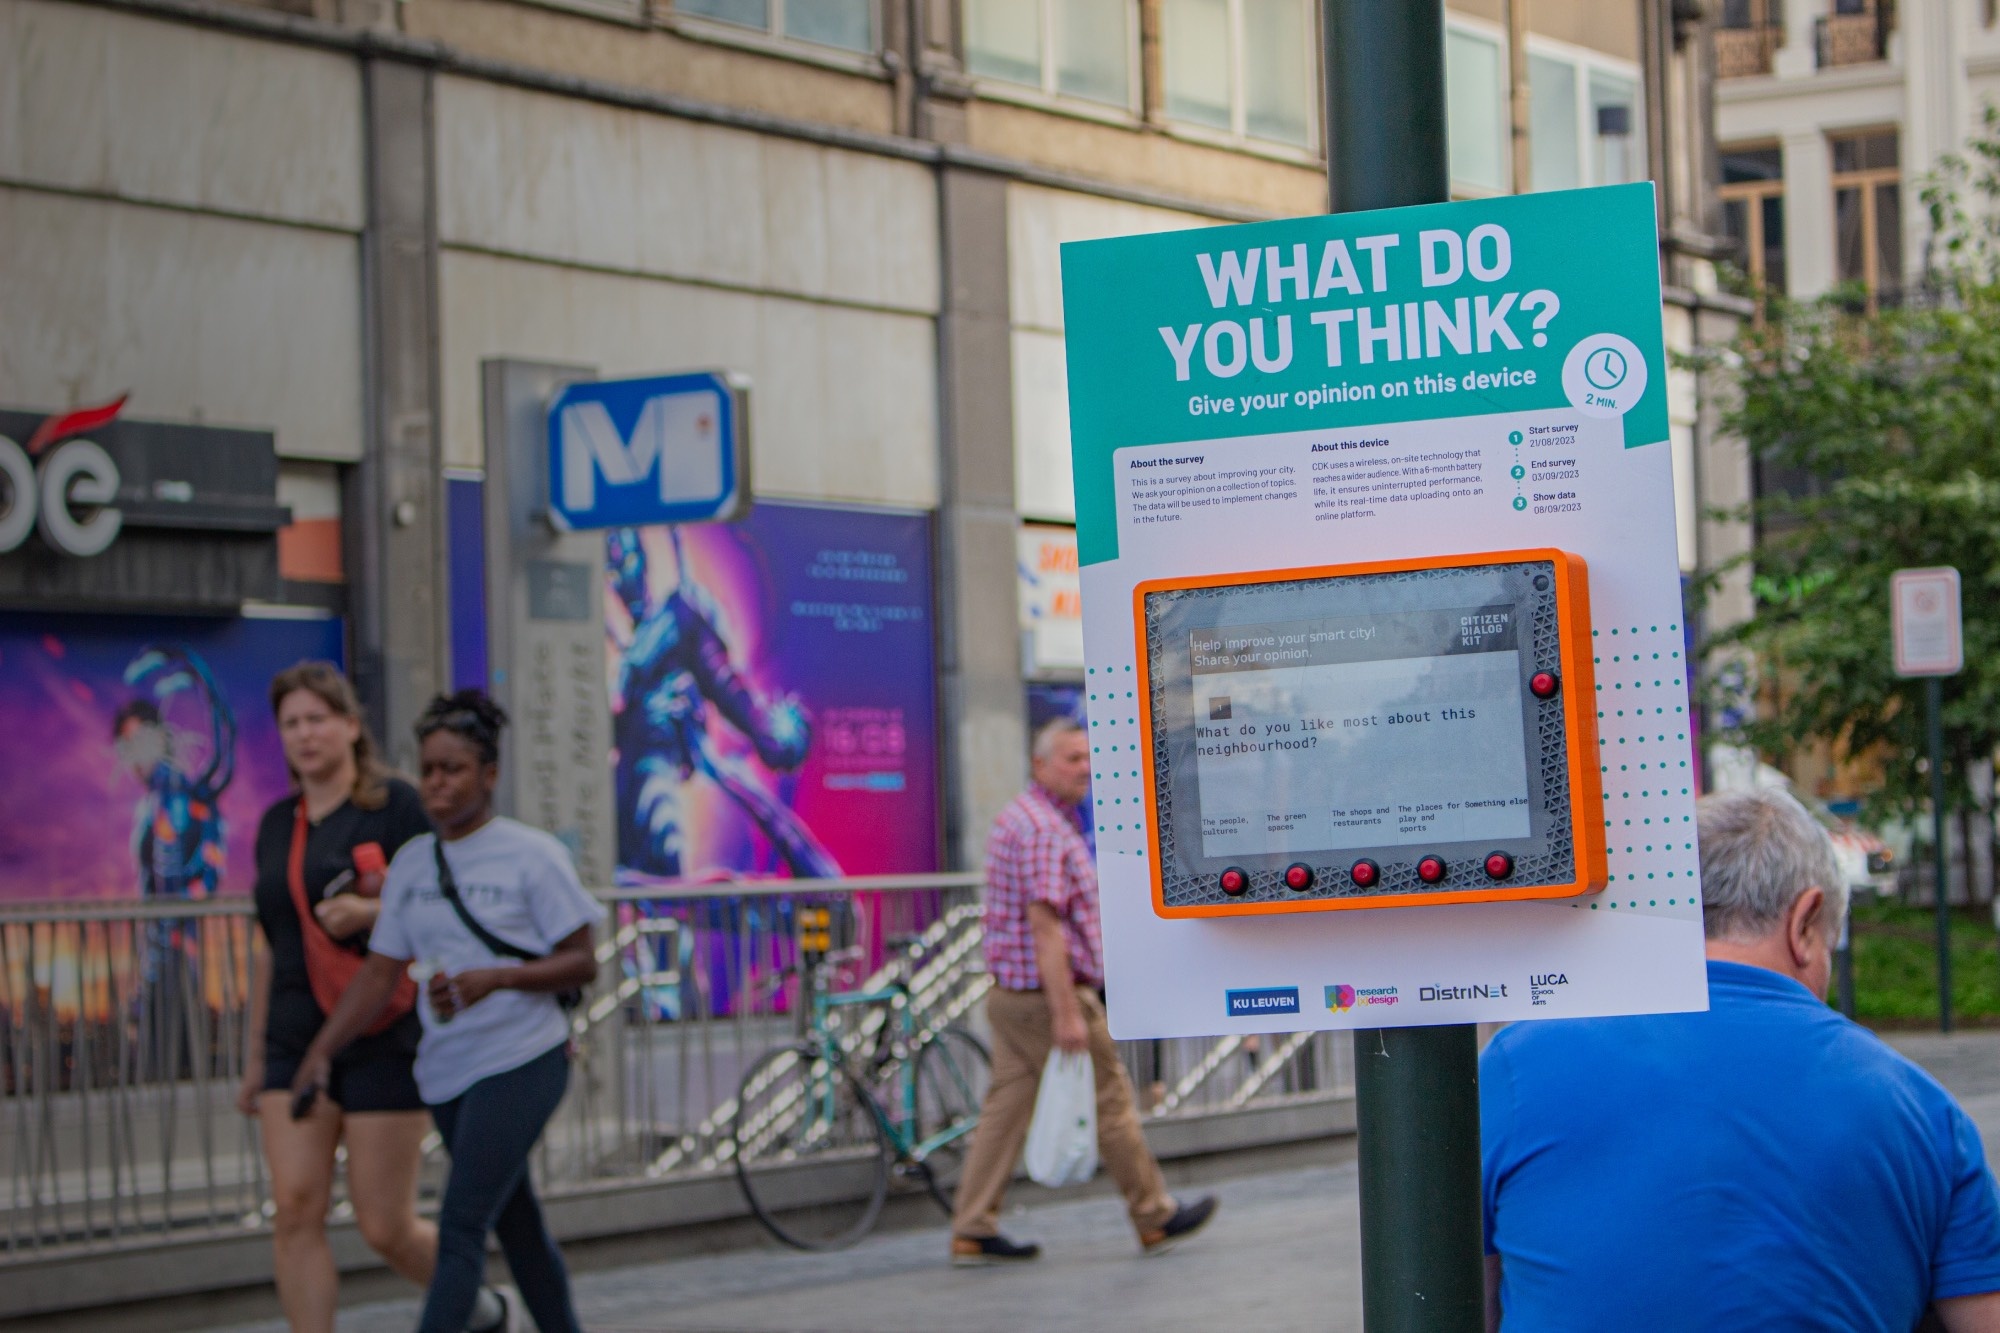 WHAT DO
YOU THINK?
Give your opinion on this device
2 MIN.
About the survey
This is a survey about improving your city.
We ask your opinion on a collection of topics.
The data will be used to implement changes
in the future.
About this device
CDK uses a wireless, on-site technology that
reaches a wider audience. With a 6-month battery
life, it ensures uninterrupted performance,
while its real-time data uploading onto an
online platform.
1 Start survey
21/08/2023
2 End survey
03/09/2023
3 Show data
08/09/2023
Help improve your smart city!
Share your opinion.
CITIZEN
DIALOG
KIT
What do you like most about this
neighbourhood?
The people,
cultures
The green
spaces
The shops and
restaurants
The places for
play and
sports
Something else
KU LEUVEN
research
[x]design
DistriNet
LUCA
SCHOOL
OF
ARTS
M